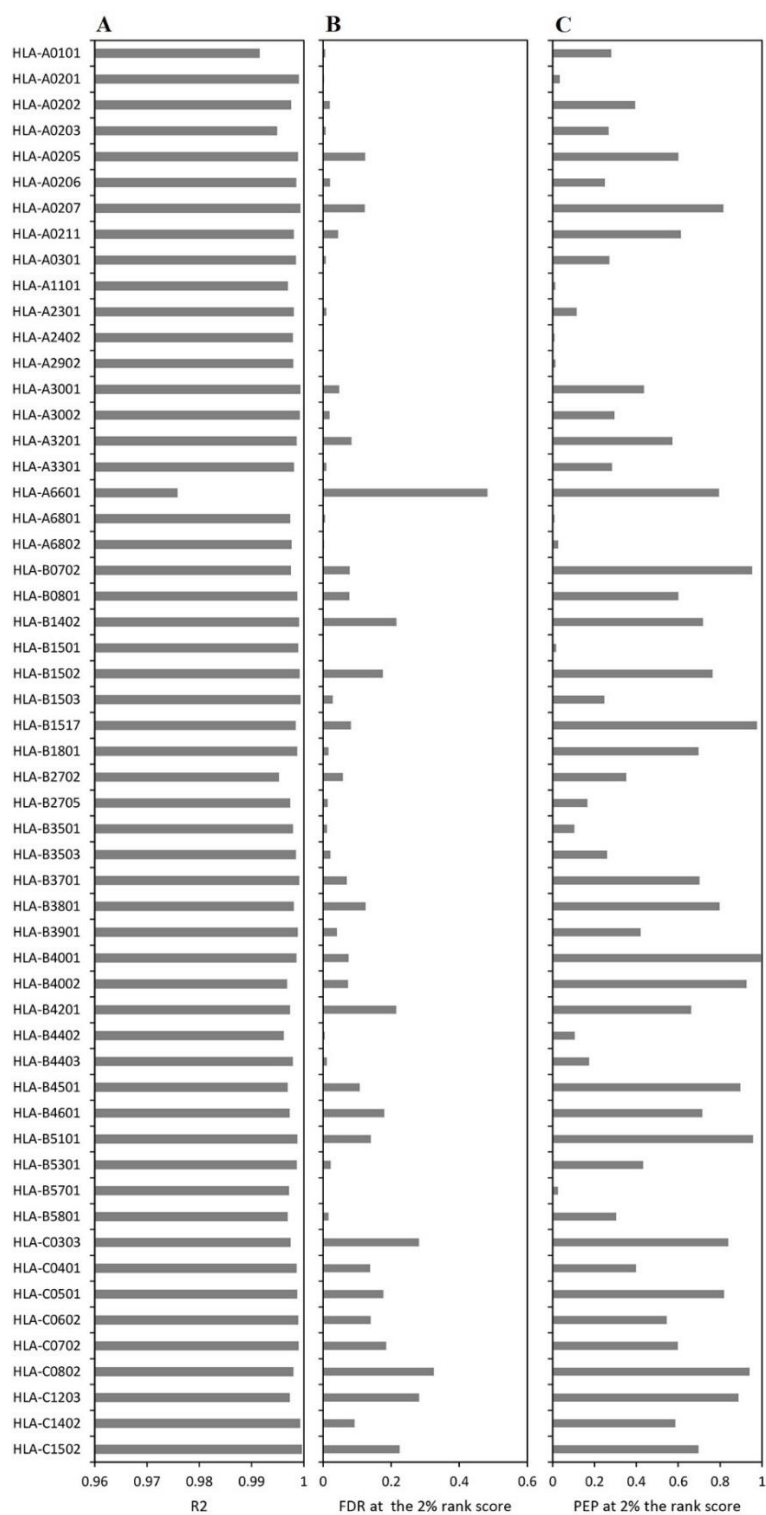 A B C
HLA-A0101
HLA-A0201
HLA-A0202
HLA-A0203
HLA-A0205
HLA-A0206
HLA-A0207
HLA-A0211
HLA-A0301
HLA-A1101
HLA-A2301
HLA-A2402
HLA-A2902
HLA-A3001
HLA-A3002
HLA-A3201
HLA-A3301
HLA-A6601
HLA-A6801
HLA-A6802
HLA-B0702
HLA-B0801
HLA-B1402
HLA-B1501
HLA-B1502
HLA-B1503
HLA-B1517
HLA-B1801
HLA-B2702
HLA-B2705
HLA-B3501
HLA-B3503
HLA-B3701
HLA-B3801
HLA-B3901
HLA-B4001
HLA-B4002
HLA-B4201
HLA-B4402
HLA-B4403
HLA-B4501
HLA-B4601
HLA-B5101
HLA-B5301
HLA-B5701
HLA-B5801
HLA-C0303
HLA-C0401
HLA-C0501
HLA-C0602
HLA-C0702
HLA-C0802
HLA-C1203
HLA-C1402
HLA-C1502
0.96 0.97 0.98 0.99 1 0 0.2 0.4 0.6 0 0.2 0.4 0.6 0.8 1
R2 FDR at the 2% rank score PEP at 2% the rank score